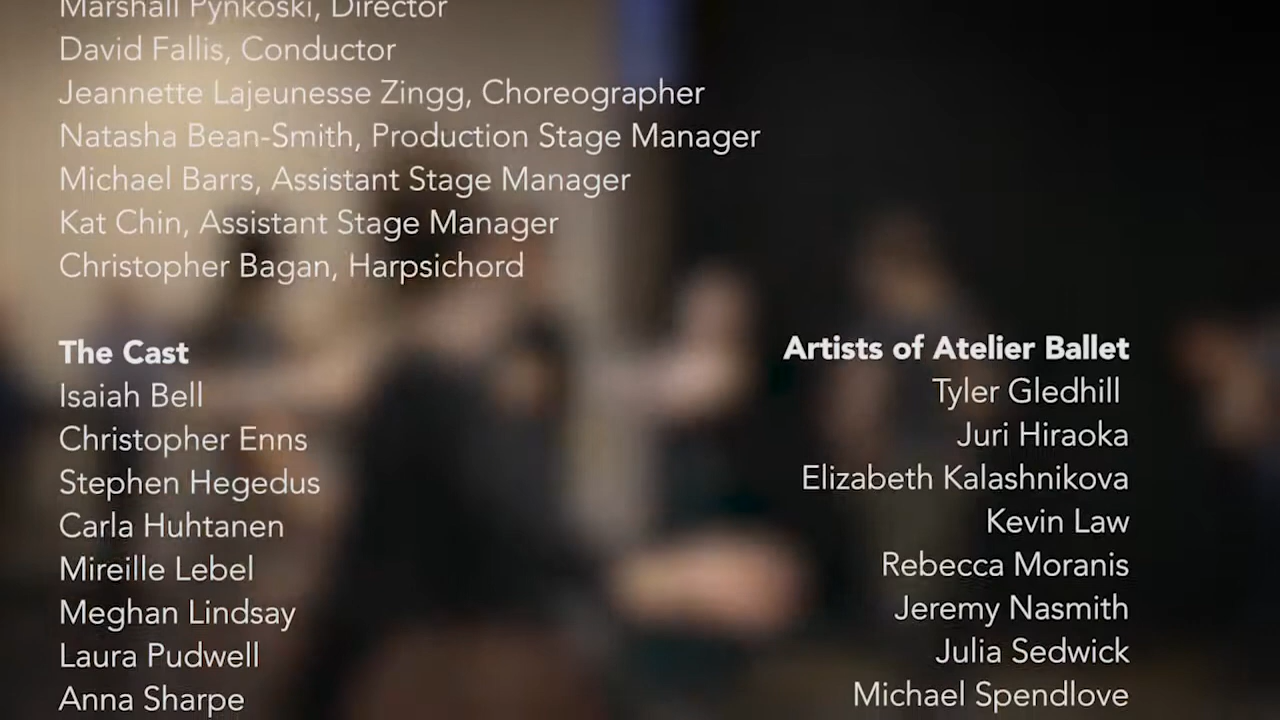 Marshall Pynkoski, Director
David Fallis, Conductor
Jeannette Lajeunesse Zingg, Choreographer
Natasha Bean-Smith, Production Stage Manager
Michael Barrs, Assistant Stage Manager
Kat Chin, Assistant Stage Manager
Christopher Bagan, Harpsichord
The Cast
Isaiah Bell
Christopher Enns
Stephen Hegedus
Carla Huhtanen
Mireille Lebel
Meghan Lindsay
Laura Pudwell
Anna Sharpe
Artists of Atelier Ballet
Tyler Gledhill
Juri Hiraoka
Elizabeth Kalashnikova
Kevin Law
Rebecca Moranis
Jeremy Nasmith
Julia Sedwick
Michael Spendlove